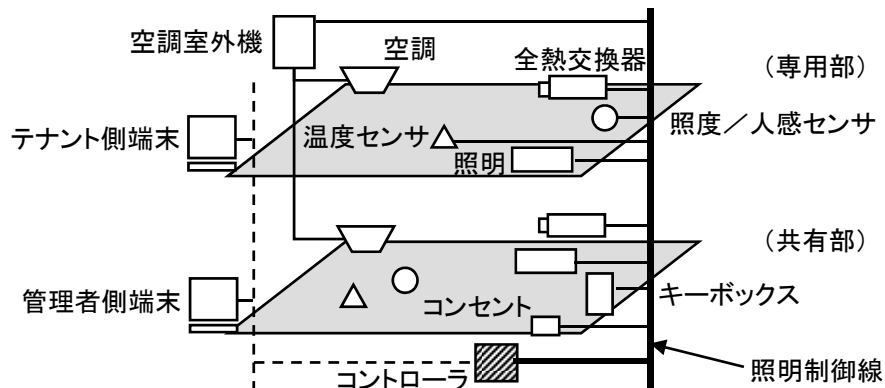 空調室外機
空調
全熱交換器
（専用部）
テナント側端末
温度センサ
照度／人感センサ
照明
（共有部）
管理者側端末
コンセント
キーボックス
コントローラ
照明制御線